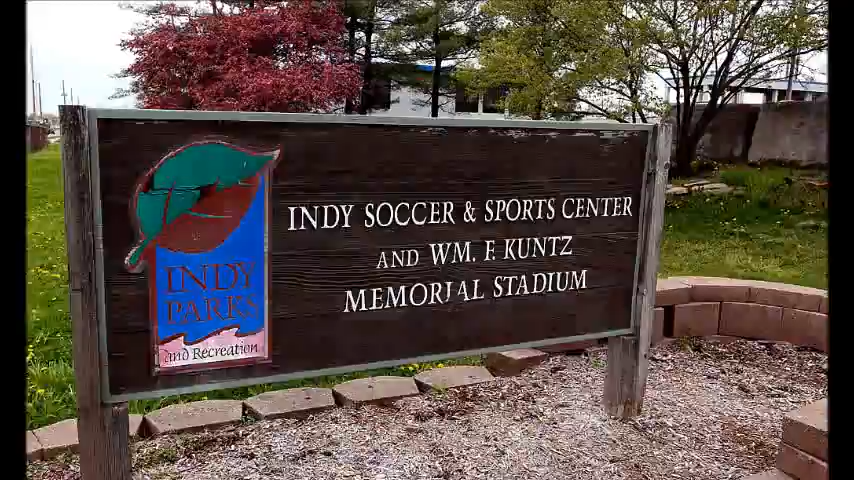 INDY SOCCER & SPORTS CENTER
AND WM. F. KUNTZ
MEMORIAL STADIUM
INDY
PARKS
and Recreation